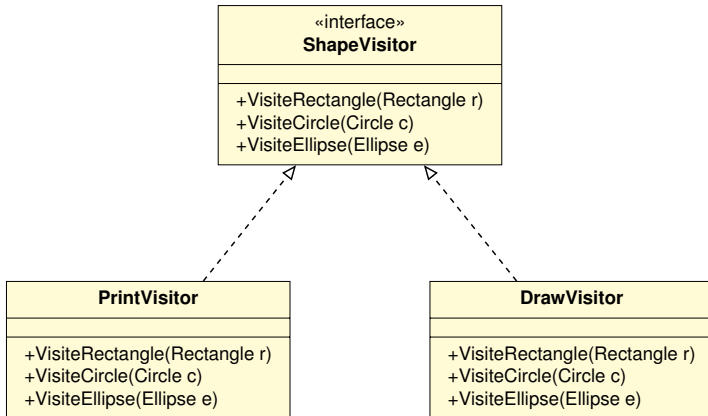 «interface»
ShapeVisitor
+VisiteRectangle(Rectangle r)
+VisiteCircle(Circle c)
+VisiteEllipse(Ellipse e)
PrintVisitor
+VisiteRectangle(Rectangle r)
+VisiteCircle(Circle c)
+VisiteEllipse(Ellipse e)
DrawVisitor
+VisiteRectangle(Rectangle r)
+VisiteCircle(Circle c)
+VisiteEllipse(Ellipse e)